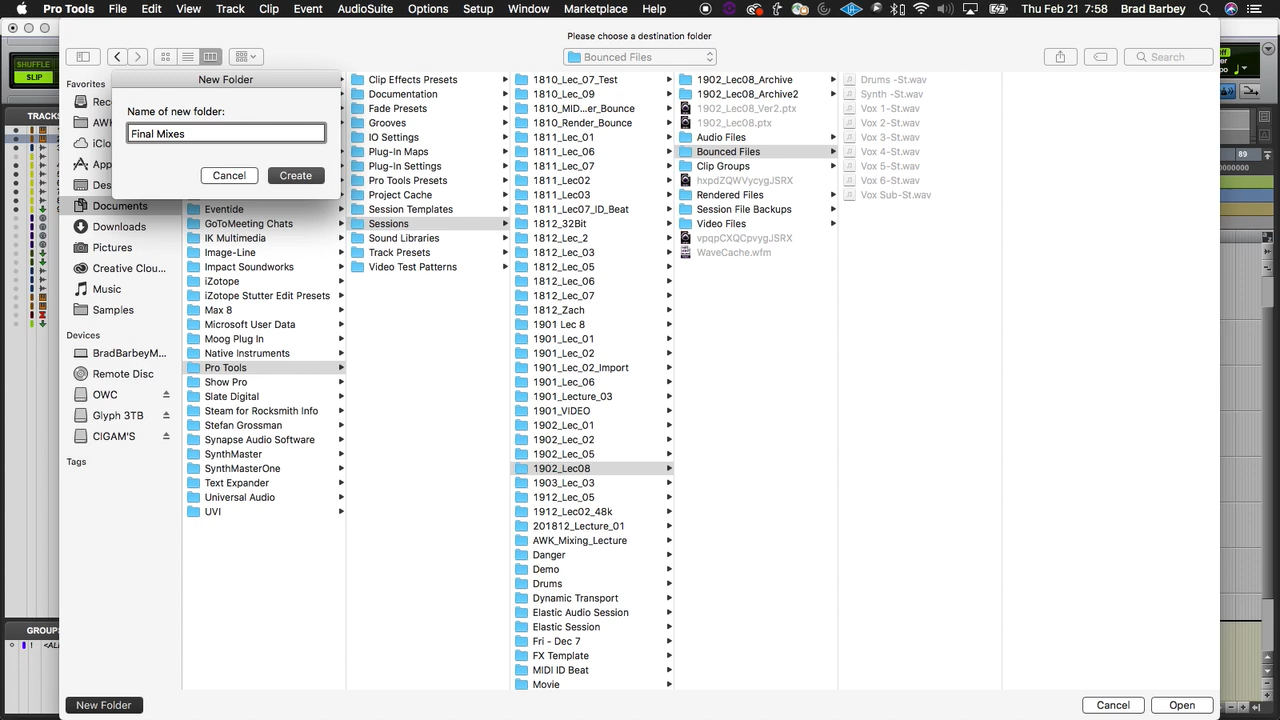 Pro Tools File Edit View Track Clip Event AudioSuite Options Setup Window Marketplace Help Thu Feb 21 7:58 Brad Barbey
Please choose a destination folder
Bounced Files
Search
SHUFFLE
SLIP
TRACKS
GROUPS
! <ALL
89
0000000
Favorites
Rece
AWK
iClo
App
Des
Documents
Downloads
Pictures
Creative Clou...
Music
Samples
Devices
BradBarbeyM...
Remote Disc
OWC
Glyph 3TB
CIGAM'S
Tags
New Folder
Name of new folder:
Final Mixes
Cancel
Create
Eventide
GoToMeeting Chats
IK Multimedia
Image-Line
Impact Soundworks
iZotope
iZotope Stutter Edit Presets
Max 8
Microsoft User Data
Moog Plug In
Native Instruments
Pro Tools
Show Pro
Slate Digital
Steam for Rocksmith Info
Stefan Grossman
Synapse Audio Software
SynthMaster
SynthMasterOne
Text Expander
Universal Audio
UVI
Clip Effects Presets
Documentation
Fade Presets
Grooves
IO Settings
Plug-In Maps
Plug-In Settings
Pro Tools Presets
Project Cache
Session Templates
Sessions
Sound Libraries
Track Presets
Video Test Patterns
1810_Lec_07_Test
1810_Lec_09
1810_MID...er_Bounce
1810_Render_Bounce
1811_Lec_01
1811_Lec_06
1811_Lec_07
1811_Lec02
1811_Lec07_ID_Beat
1812_32Bit
1812_Lec_2
1812_Lec_03
1812_Lec_05
1812_Lec_06
1812_Lec_07
1812_Zach
1901 Lec 8
1901_Lec_01
1901_Lec_02
1901_Lec_02_Import
1901_Lec_06
1901_Lecture_03
1901_VIDEO
1902_Lec_01
1902_Lec_02
1902_Lec_05
1902_Lec08
1903_Lec_03
1912_Lec_05
1912_Lec02_48k
201812_Lecture_01
AWK_Mixing_Lecture
Danger
Demo
Drums
Dynamic Transport
Elastic Audio Session
Elastic Session
Fri - Dec 7
FX Template
MIDI ID Beat
Movie
1902_Lec08_Archive
1902_Lec08_Archive2
1902_Lec08_Ver2.ptx
1902_Lec08.ptx
Audio Files
Bounced Files
Clip Groups
hxpdZQWVycygJSRX
Rendered Files
Session File Backups
Video Files
vpqpCXQCpvygJSRX
WaveCache.wfm
Drums -St.wav
Synth -St.wav
Vox 1-St.wav
Vox 2-St.wav
Vox 3-St.wav
Vox 4-St.wav
Vox 5-St.wav
Vox 6-St.wav
Vox Sub-St.wav
New Folder
Cancel
Open